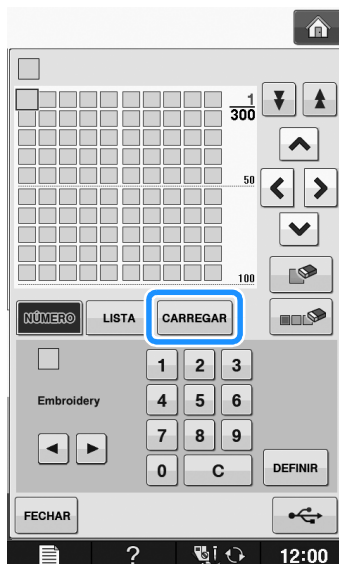 1
300
50
100
NÚMERO LISTA CARREGAR
1 2 3
Embroidery 4 5 6
7 8 9
0 C DEFINIR
FECHAR
? 12:00